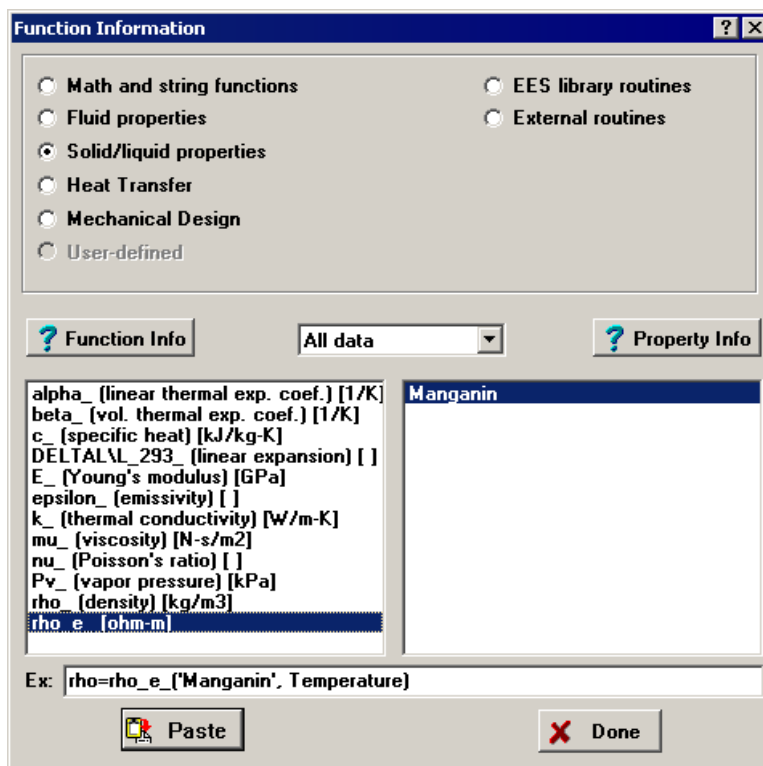 Function Information
Math and string functions
EES library routines
Fluid properties
External routines
Solid/liquid properties
Heat Transfer
Mechanical Design
User-defined
Function Info
All data
Property Info
alpha_ (linear thermal exp. coef.) [1/K]
beta_ (vol. thermal exp. coef.) [1/K]
c_ (specific heat) [kJ/kg-K]
DELTAL\L_293_ (linear expansion) [ ]
E_ (Young's modulus) [GPa]
epsilon_ (emissivity) [ ]
k_ (thermal conductivity) [W/m-K]
mu_ (viscosity) [N-s/m2]
nu_ (Poisson's ratio) [ ]
Pv_ (vapor pressure) [kPa]
rho_ (density) [kg/m3]
rho_e_ [ohm-m]
Manganin
Ex: rho=rho_e_('Manganin', Temperature)
Paste
Done